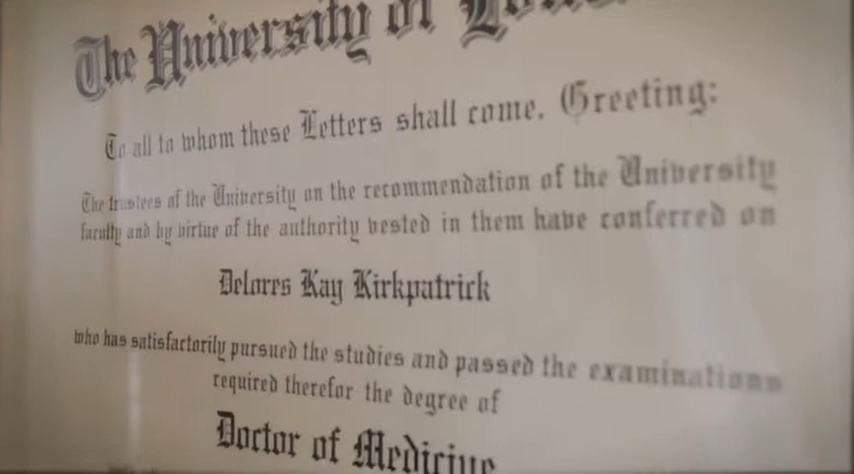 The University of
To all to whom these Letters shall come, Greeting:
The trustees of the University on the recommendation of the University
faculty and by virtue of the authority vested in them have conferred on
Delores Kay Kirkpatrick
who has satisfactorily pursued the studies and passed the examinations
required therefor the degree of
Doctor of Medicine